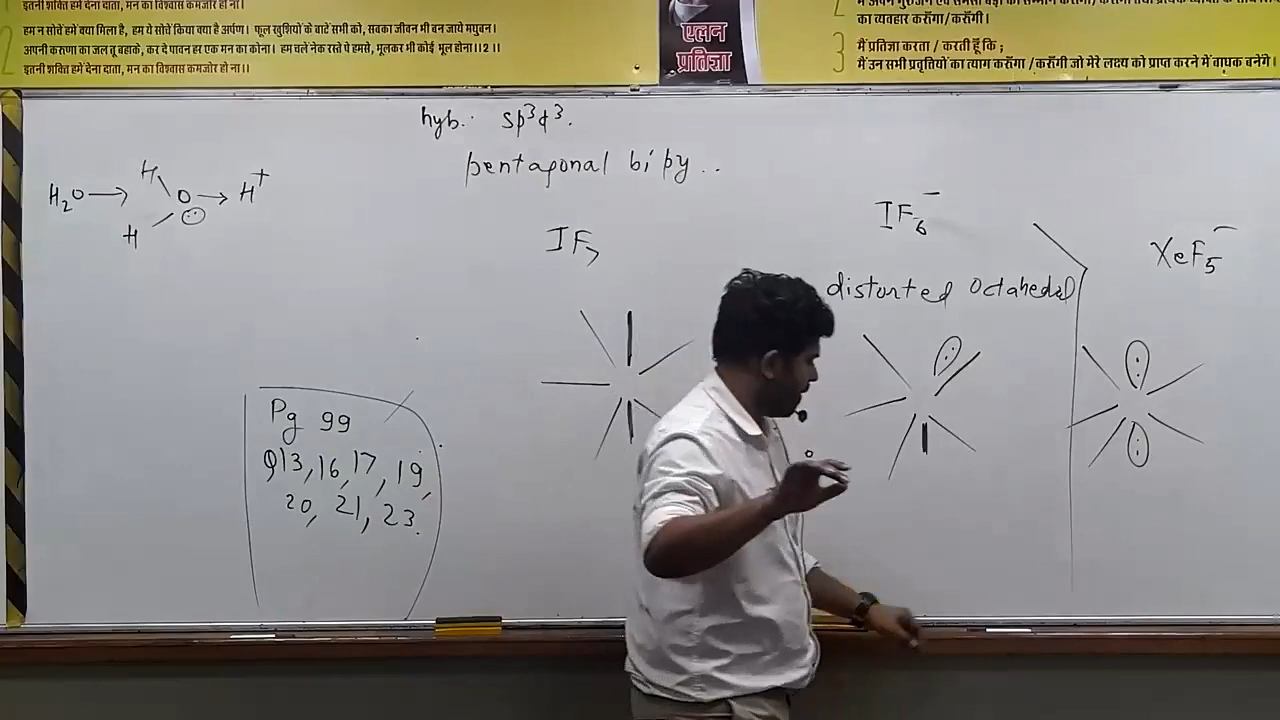 इतनी शक्ति हमें देना दाता, मन का विश्वास कमजोर हो ना।
2
हम न सोचें हमें क्या मिला है, हम ये सोचें किया क्या है अर्पण। फूल खुशियों के बाटें सभी को, सबका जीवन भी बन जाये मधुबन।
अपनी करुणा का जल तू बहाके, कर दे पावन हर एक मन का कोना। हम चलें नेक रस्ते पे हमसे, भूलकर भी कोई भूल होना।। 2 ।।
इतनी शक्ति हमें देना दाता, मन का विश्वास कमजोर हो ना।।
एलन
प्रतिज्ञा
2
का व्यवहार करूँगा/करूँगी।
3
मैं प्रतिज्ञा करता / करती हूँ कि ;
मैं उन सभी प्रवृत्तियों का त्याग करूँगा / करूँगी जो मेरे लक्ष्य को प्राप्त करने में बाधक बनेंगे।
hyb. sp³d³.
pentagonal bipy..
H₂O → H H O : → H⁺
IF₇
IF₆⁻
distorted octahedral
XeF₅⁻
Pg 99
Q13, 16, 17, 19,
20, 21, 23.